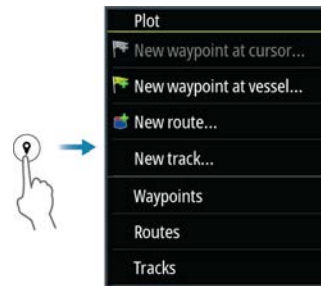 Plot
New waypoint at cursor...
New waypoint at vessel...
New route...
New track...
Waypoints
Routes
Tracks